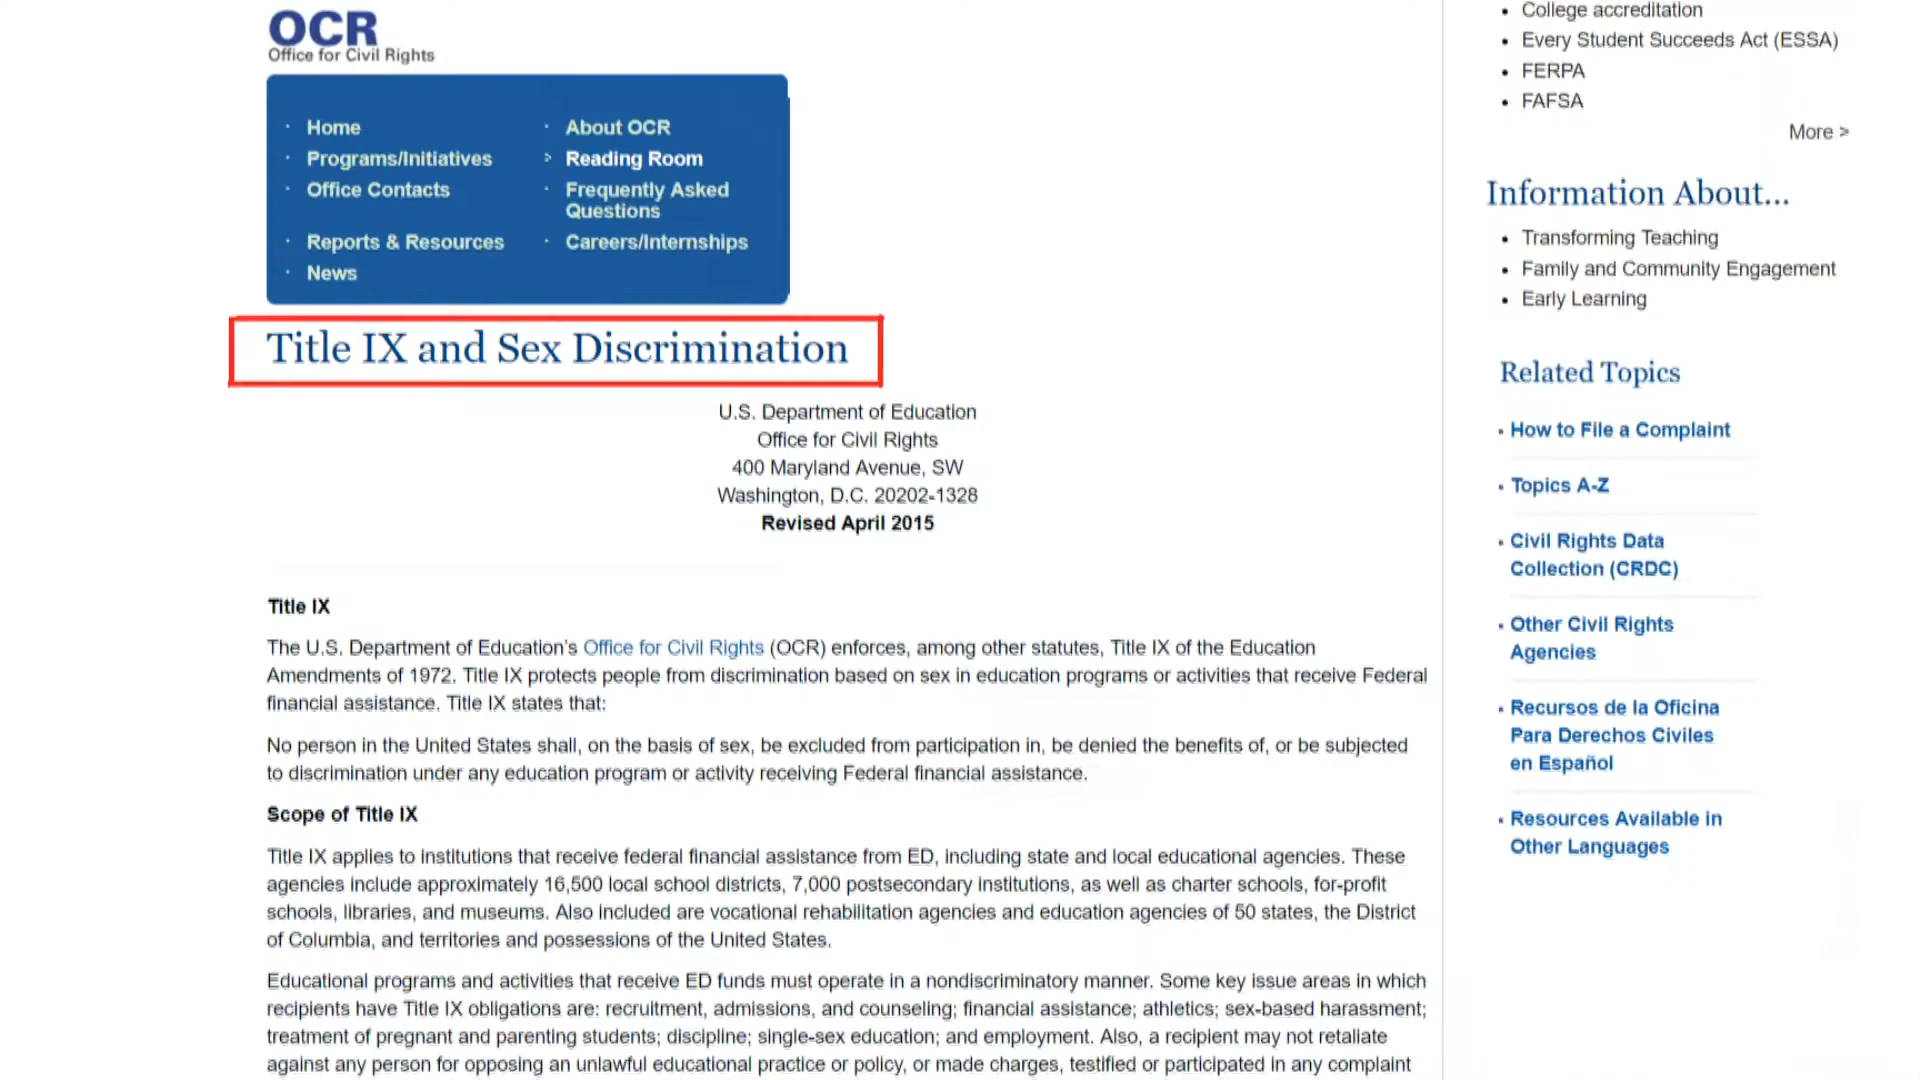 OCR
Office for Civil Rights
Home
About OCR
Programs/Initiatives
Reading Room
Office Contacts
Frequently Asked
Questions
Reports & Resources
Careers/Internships
News
Title IX and Sex Discrimination
U.S. Department of Education
Office for Civil Rights
400 Maryland Avenue, SW
Washington, D.C. 20202-1328
Revised April 2015
Title IX
The U.S. Department of Education's Office for Civil Rights (OCR) enforces, among other statutes, Title IX of the Education
Amendments of 1972. Title IX protects people from discrimination based on sex in education programs or activities that receive Federal
financial assistance. Title IX states that:
No person in the United States shall, on the basis of sex, be excluded from participation in, be denied the benefits of, or be subjected
to discrimination under any education program or activity receiving Federal financial assistance.
Scope of Title IX
Title IX applies to institutions that receive federal financial assistance from ED, including state and local educational agencies. These
agencies include approximately 16,500 local school districts, 7,000 postsecondary institutions, as well as charter schools, for-profit
schools, libraries, and museums. Also included are vocational rehabilitation agencies and education agencies of 50 states, the District
of Columbia, and territories and possessions of the United States.
Educational programs and activities that receive ED funds must operate in a nondiscriminatory manner. Some key issue areas in which
recipients have Title IX obligations are: recruitment, admissions, and counseling; financial assistance; athletics; sex-based harassment;
treatment of pregnant and parenting students; discipline; single-sex education; and employment. Also, a recipient may not retaliate
against any person for opposing an unlawful educational practice or policy, or made charges, testified or participated in any complaint
College accreditation
Every Student Succeeds Act (ESSA)
FERPA
FAFSA
More >
Information About...
Transforming Teaching
Family and Community Engagement
Early Learning
Related Topics
How to File a Complaint
Topics A-Z
Civil Rights Data
Collection (CRDC)
Other Civil Rights
Agencies
Recursos de la Oficina
Para Derechos Civiles
en Español
Resources Available in
Other Languages